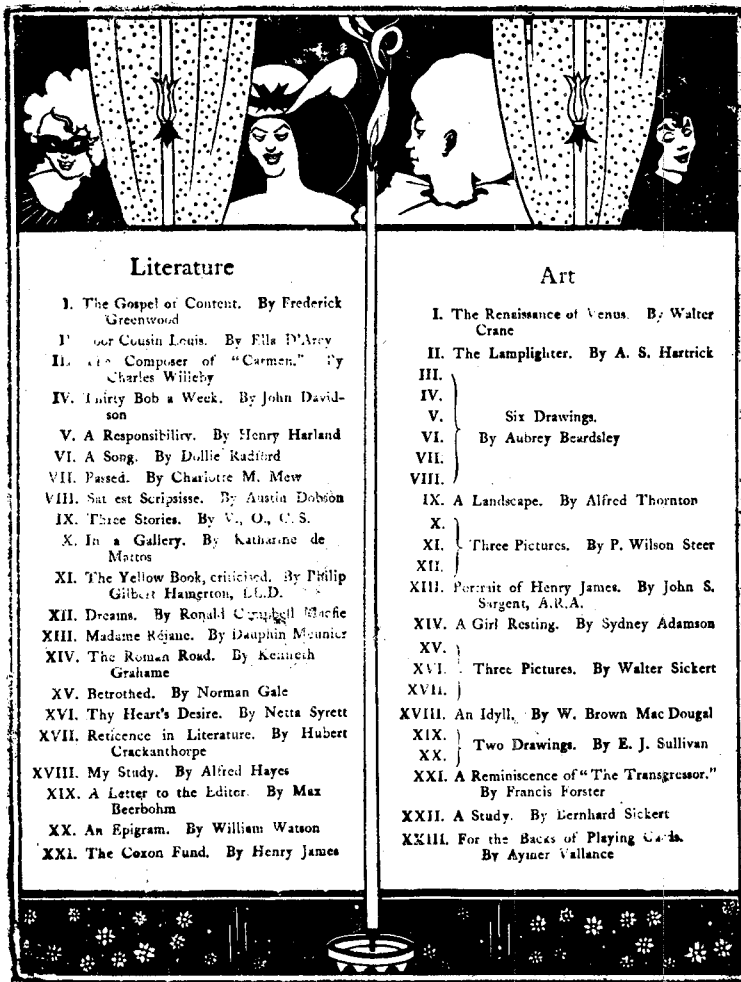 Literature
I. The Gospel of Content. By Frederick
Greenwood
Cousin Louis. By Ella D'Arcy
Composer of "Carmen." By
Charles Willeby
IV. Thirty Bob a Week. By John David-
son
V. A Responsibility. By Henry Harland
VI. A Song. By Dollie Radford
VII. Passed. By Charlotte M. Mew
VIII. Sat est Scripsisse. By Austin Dobson
IX. Three Stories. By V., O., C. S.
X. In a Gallery. By Katharine de
Mattos
XI. The Yellow Book, criticised. By Philip
Gilbert Hamerton, LL.D.
XII. Dreams. By Ronald Campbell Macfie
XIII. Madame Réjane. By Dauphin Meunier
XIV. The Roman Road. By Kenneth
Grahame
XV. Betrothed. By Norman Gale
XVI. Thy Heart's Desire. By Netta Syrett
XVII. Reticence in Literature. By Hubert
Crackanthorpe
XVIII. My Study. By Alfred Hayes
XIX. A Letter to the Editor. By Max
Beerbohm
XX. An Epigram. By William Watson
XXI. The Coxon Fund. By Henry James
Art
I. The Renaissance of Venus. By Walter
Crane
II. The Lamplighter. By A. S. Hartrick
III.
IV.
V. Six Drawings.
VI. By Aubrey Beardsley
VII.
VIII.
IX. A Landscape. By Alfred Thornton
X.
XI. Three Pictures. By P. Wilson Steer
XII.
XIII. Portrait of Henry James. By John S.
Sargent, A.R.A.
XIV. A Girl Resting. By Sydney Adamson
XV.
XVI. Three Pictures. By Walter Sickert
XVII.
XVIII. An Idyll. By W. Brown Mac Dougal
XIX.
XX. Two Drawings. By E. J. Sullivan
XXI. A Reminiscence of "The Transgressor."
By Francis Forster
XXII. A Study. By Bernhard Sickert
XXIII. For the Backs of Playing Cards.
By Aymer Vallance